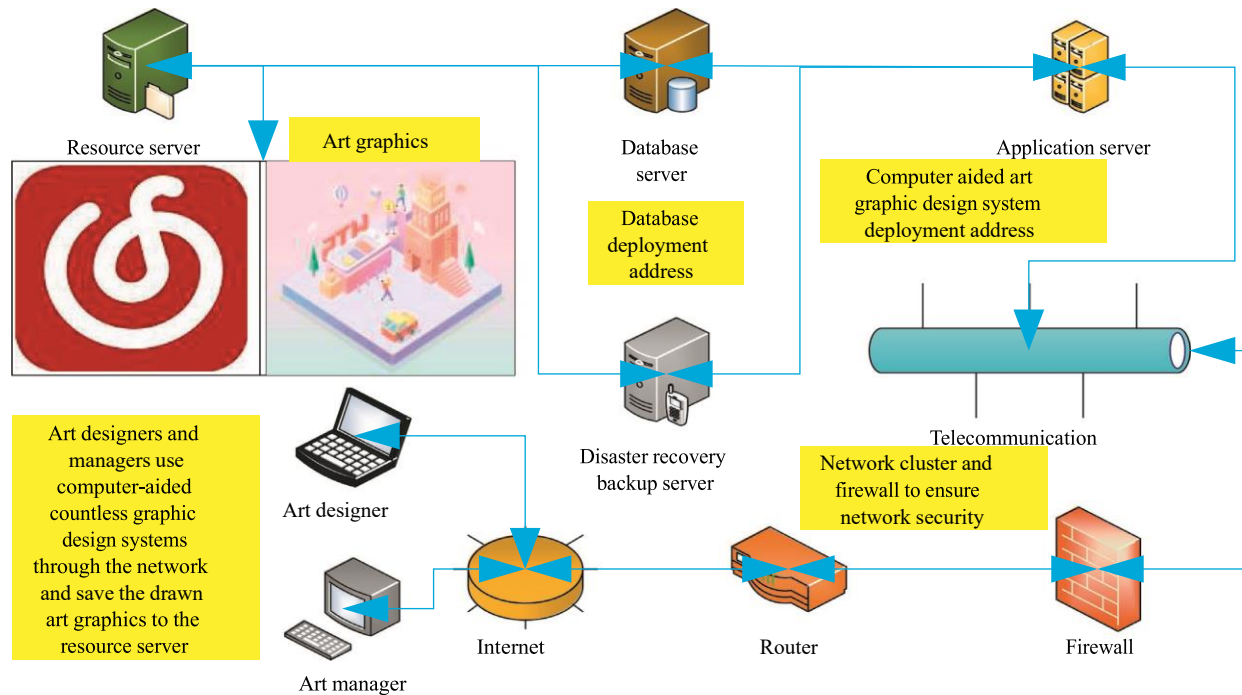 Resource server
Art graphics
Database
server
Application server
Computer aided art
graphic design system
deployment address
Database
deployment
address
Telecommunication
Disaster recovery
backup server
Network cluster and
firewall to ensure
network security
Art designers and
managers use
computer-aided
countless graphic
design systems
through the network
and save the drawn
art graphics to the
resource server
Art designer
Art manager
Internet
Router
Firewall